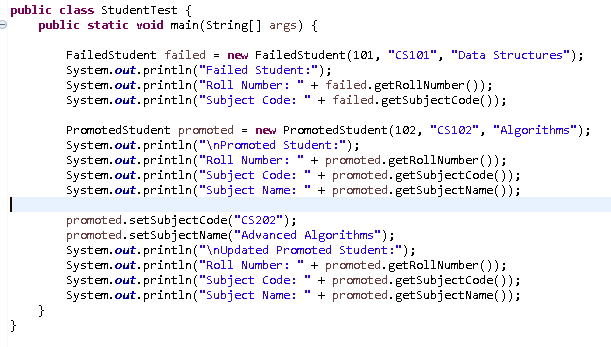 public class StudentTest {
    public static void main(String[] args) {

        FailedStudent failed = new FailedStudent(101, "CS101", "Data Structures");
        System.out.println("Failed Student:");
        System.out.println("Roll Number: " + failed.getRollNumber());
        System.out.println("Subject Code: " + failed.getSubjectCode());

        PromotedStudent promoted = new PromotedStudent(102, "CS102", "Algorithms");
        System.out.println("\nPromoted Student:");
        System.out.println("Roll Number: " + promoted.getRollNumber());
        System.out.println("Subject Code: " + promoted.getSubjectCode());
        System.out.println("Subject Name: " + promoted.getSubjectName());

        promoted.setSubjectCode("CS202");
        promoted.setSubjectName("Advanced Algorithms");
        System.out.println("\nUpdated Promoted Student:");
        System.out.println("Roll Number: " + promoted.getRollNumber());
        System.out.println("Subject Code: " + promoted.getSubjectCode());
        System.out.println("Subject Name: " + promoted.getSubjectName());
    }
}